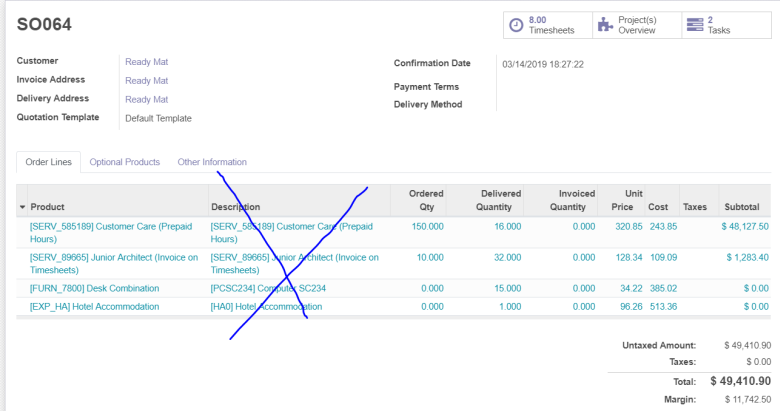 SO064
8.00 Timesheets
Project(s) Overview
2 Tasks
Customer Ready Mat
Invoice Address Ready Mat
Delivery Address Ready Mat
Quotation Template Default Template
Confirmation Date 03/14/2019 18:27:22
Payment Terms
Delivery Method
Order Lines Optional Products Other Information
Product Description Ordered Qty Delivered Quantity Invoiced Quantity Unit Price Cost Taxes Subtotal
[SERV_585189] Customer Care (Prepaid Hours) [SERV_585189] Customer Care (Prepaid Hours) 150.000 16.000 0.000 320.85 243.85 $ 48,127.50
[SERV_89665] Junior Architect (Invoice on Timesheets) [SERV_89665] Junior Architect (Invoice on Timesheets) 10.000 32.000 0.000 128.34 109.09 $ 1,283.40
[FURN_7800] Desk Combination [PCSC234] Computer SC234 0.000 15.000 0.000 34.22 385.02 $ 0.00
[EXP_HA] Hotel Accommodation [HA0] Hotel Accommodation 0.000 1.000 0.000 96.26 513.36 $ 0.00
Untaxed Amount: $ 49,410.90
Taxes: $ 0.00
Total: $ 49,410.90
Margin: $ 11,742.50